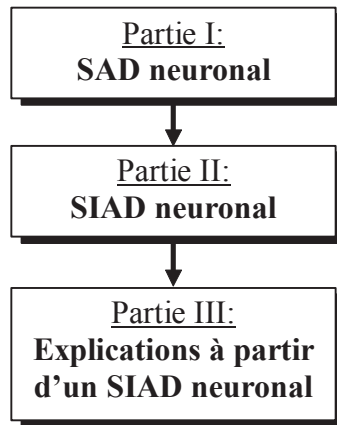 Partie I:
SAD neuronal
Partie II:
SIAD neuronal
Partie III:
Explications à partir
d’un SIAD neuronal